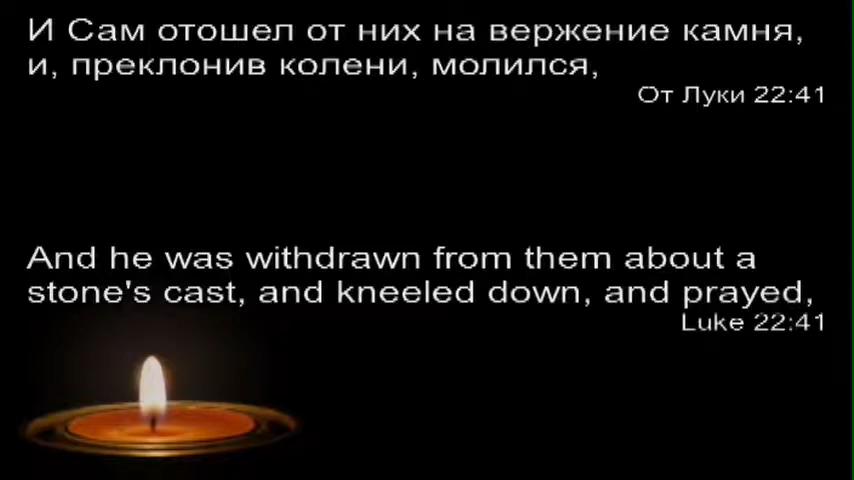 И Сам отошел от них на вержение камня,
и, преклонив колени, молился,
От Луки 22:41
And he was withdrawn from them about a
stone's cast, and kneeled down, and prayed,
Luke 22:41